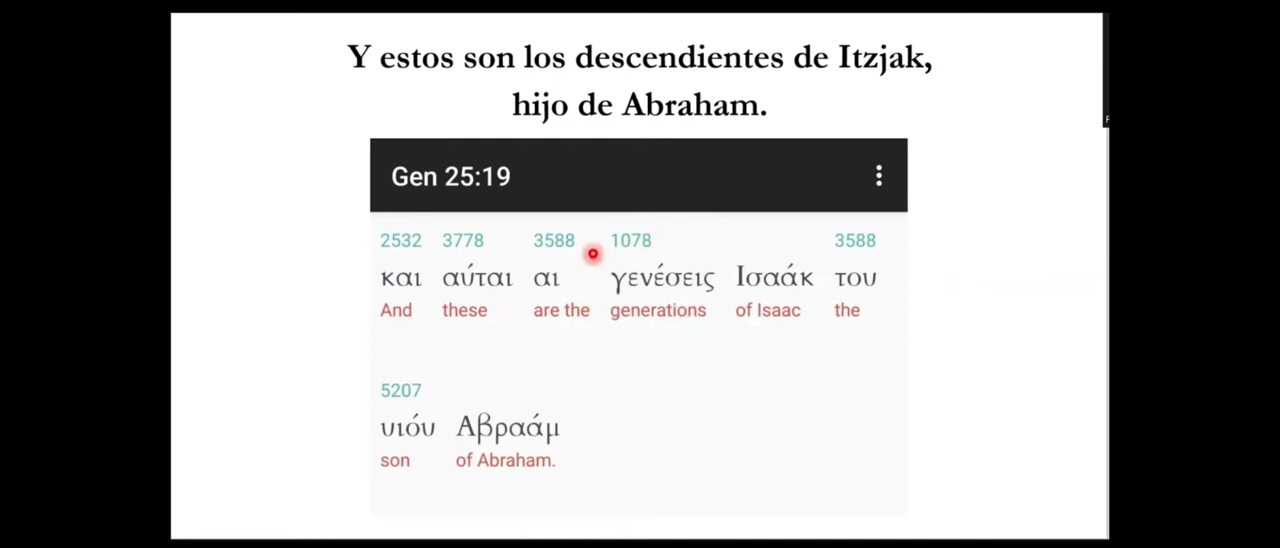 Y estos son los descendientes de Itzjak,
hijo de Abraham.
Gen 25:19
2532 3778 3588 1078 3588
και αύται αι γενέσεις Ισαάκ του
And these are the generations of Isaac the
5207
υιόυ Αβραάμ
son of Abraham.